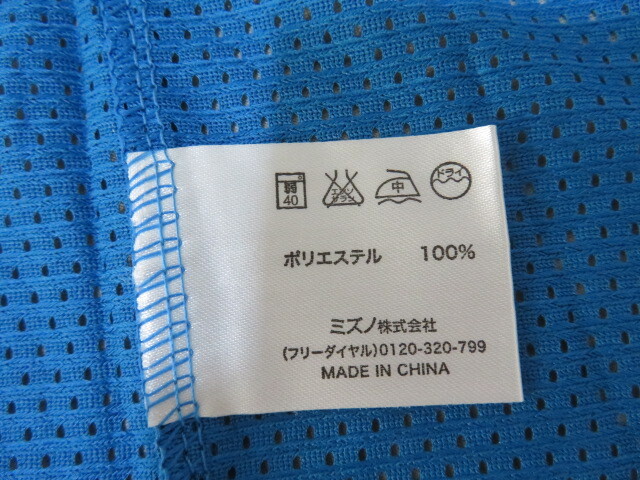 弱 40 エンソ サラシ 中 ドライ
ポリエステル 100%
ミズノ株式会社
(フリーダイヤル)0120-320-799
MADE IN CHINA